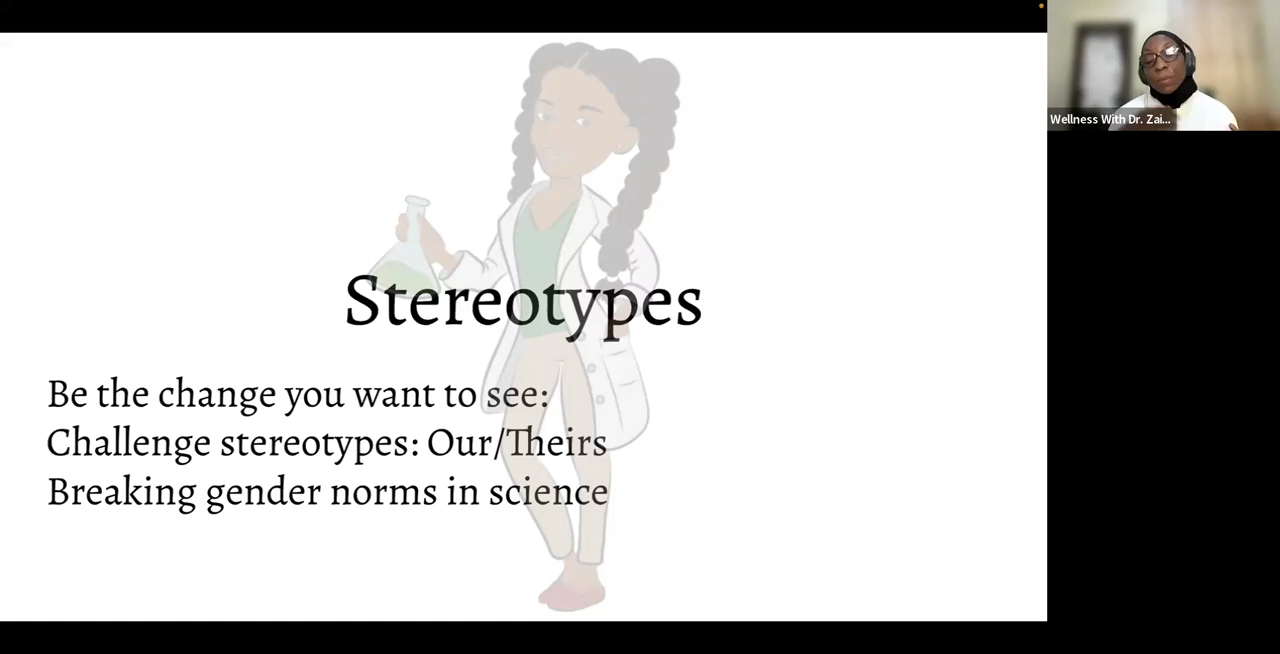 Stereotypes
Be the change you want to see:
Challenge stereotypes: Our/Theirs
Breaking gender norms in science
Wellness With Dr. Zai...